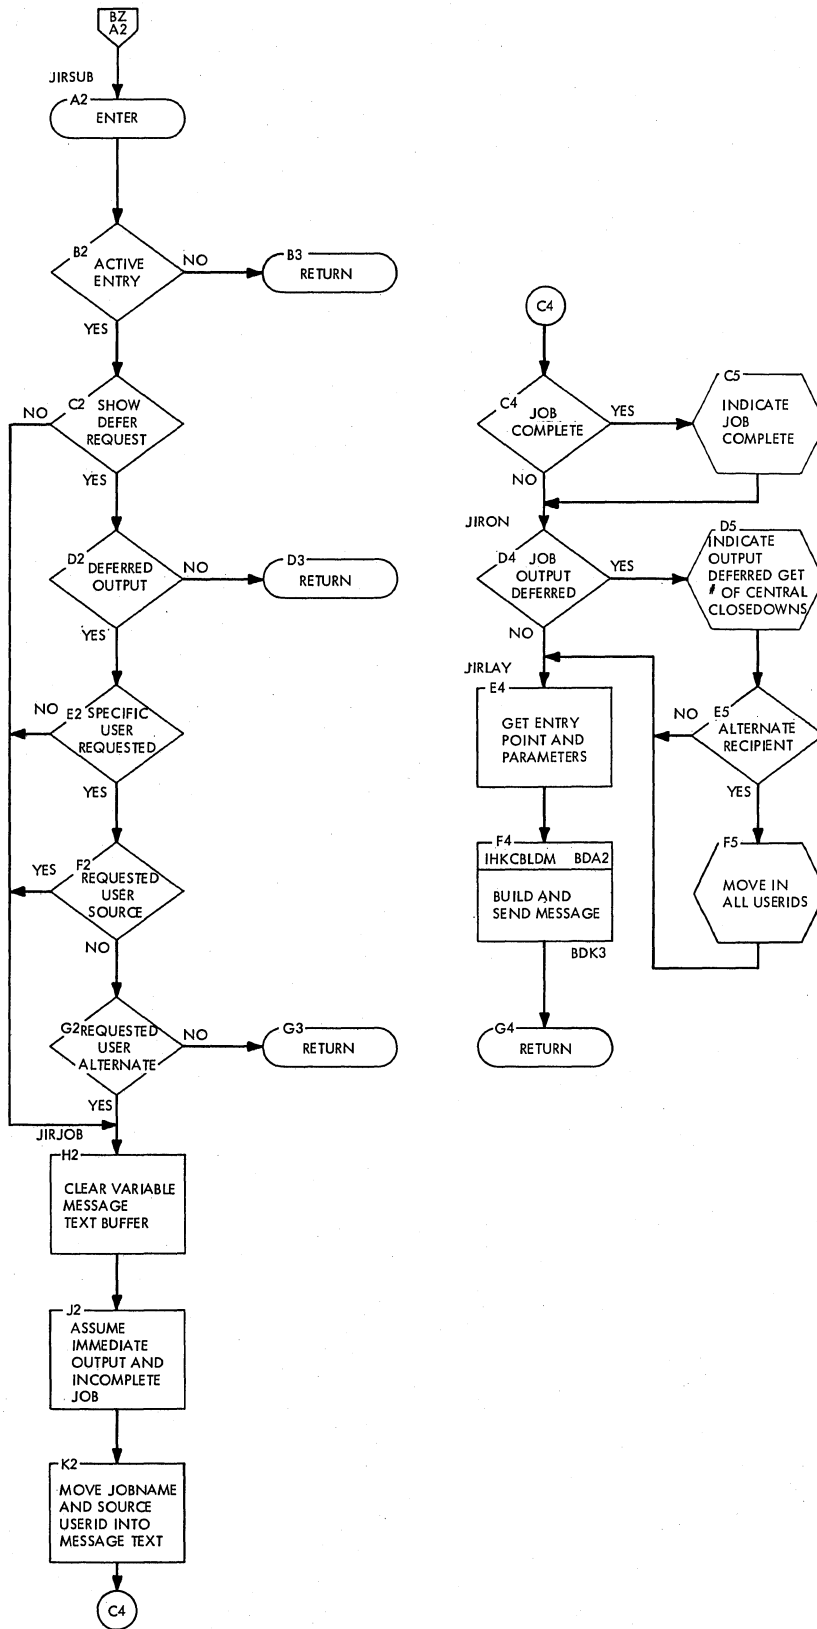 BZ
A2
JIRSUB
A2
ENTER
B2
ACTIVE
ENTRY
NO
B3
RETURN
YES
C2
SHOW
DEFER
REQUEST
NO
YES
D2
DEFERRED
OUTPUT
NO
D3
RETURN
YES
E2
SPECIFIC
USER
REQUESTED
NO
YES
F2
REQUESTED
USER
SOURCE
YES
NO
G2
REQUESTED
USER
ALTERNATE
NO
G3
RETURN
YES
JIRJOB
H2
CLEAR VARIABLE
MESSAGE
TEXT BUFFER
J2
ASSUME
IMMEDIATE
OUTPUT AND
INCOMPLETE
JOB
K2
MOVE JOBNAME
AND SOURCE
USERID INTO
MESSAGE TEXT
C4
C4
C4
JOB
COMPLETE
YES
C5
INDICATE
JOB
COMPLETE
NO
JIRON
D4
JOB
OUTPUT
DEFERRED
YES
D5
INDICATE
OUTPUT
DEFERRED GET
# OF CENTRAL
CLOSEDOWNS
NO
JIRLAY
E4
GET ENTRY
POINT AND
PARAMETERS
E5
ALTERNATE
RECIPIENT
NO
YES
F4
IHKCBLDM BDA2
BUILD AND
SEND MESSAGE
BDK3
F5
MOVE IN
ALL USERIDS
G4
RETURN